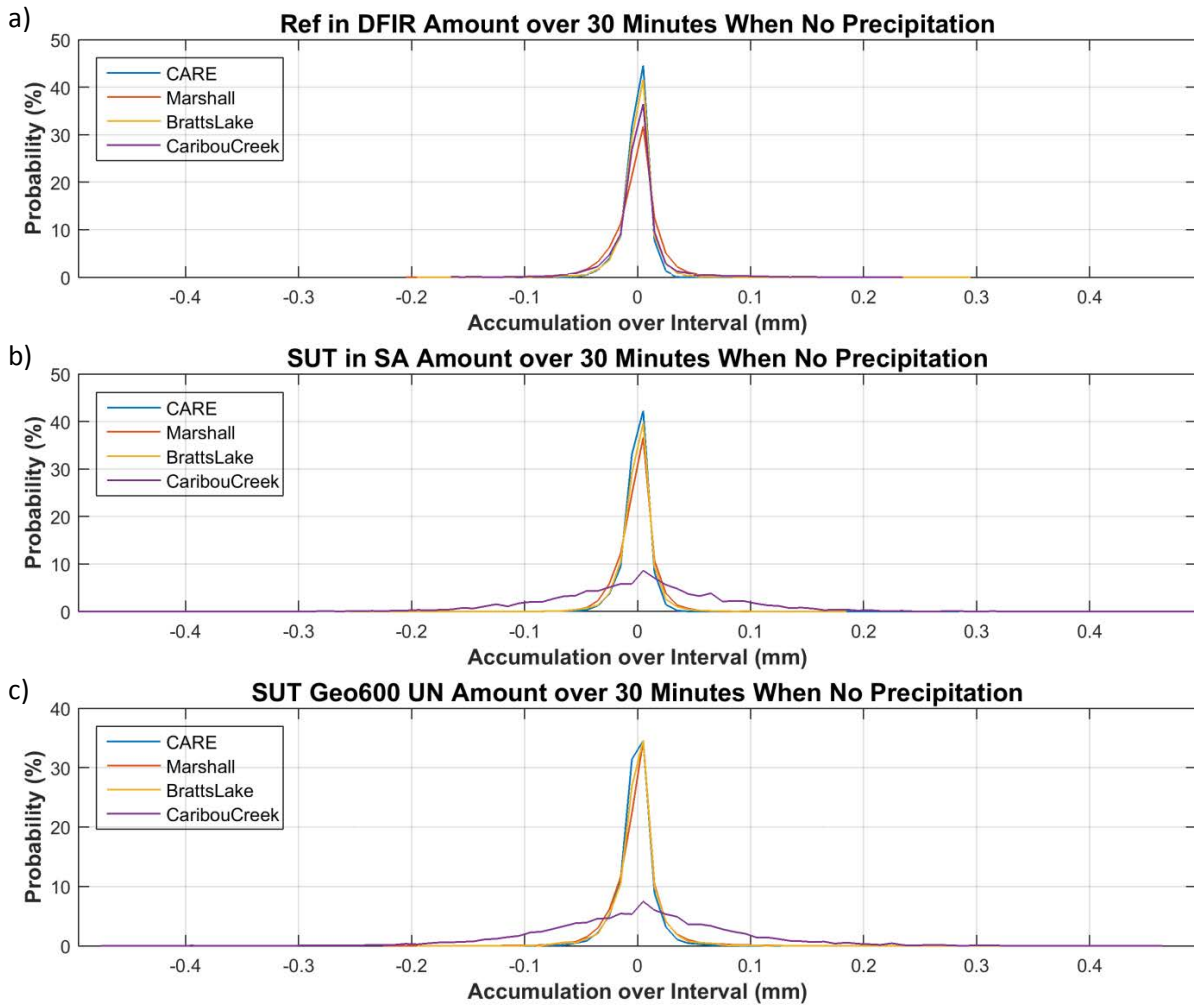 a)
Ref in DFIR Amount over 30 Minutes When No Precipitation
Probability (%)
50
40
30
20
10
0
CARE
Marshall
BrattsLake
CaribouCreek
-0.4 -0.3 -0.2 -0.1 0 0.1 0.2 0.3 0.4
Accumulation over Interval (mm)
b)
SUT in SA Amount over 30 Minutes When No Precipitation
Probability (%)
50
40
30
20
10
0
CARE
Marshall
BrattsLake
CaribouCreek
-0.4 -0.3 -0.2 -0.1 0 0.1 0.2 0.3 0.4
Accumulation over Interval (mm)
c)
SUT Geo600 UN Amount over 30 Minutes When No Precipitation
Probability (%)
40
30
20
10
0
CARE
Marshall
BrattsLake
CaribouCreek
-0.4 -0.3 -0.2 -0.1 0 0.1 0.2 0.3 0.4
Accumulation over Interval (mm)